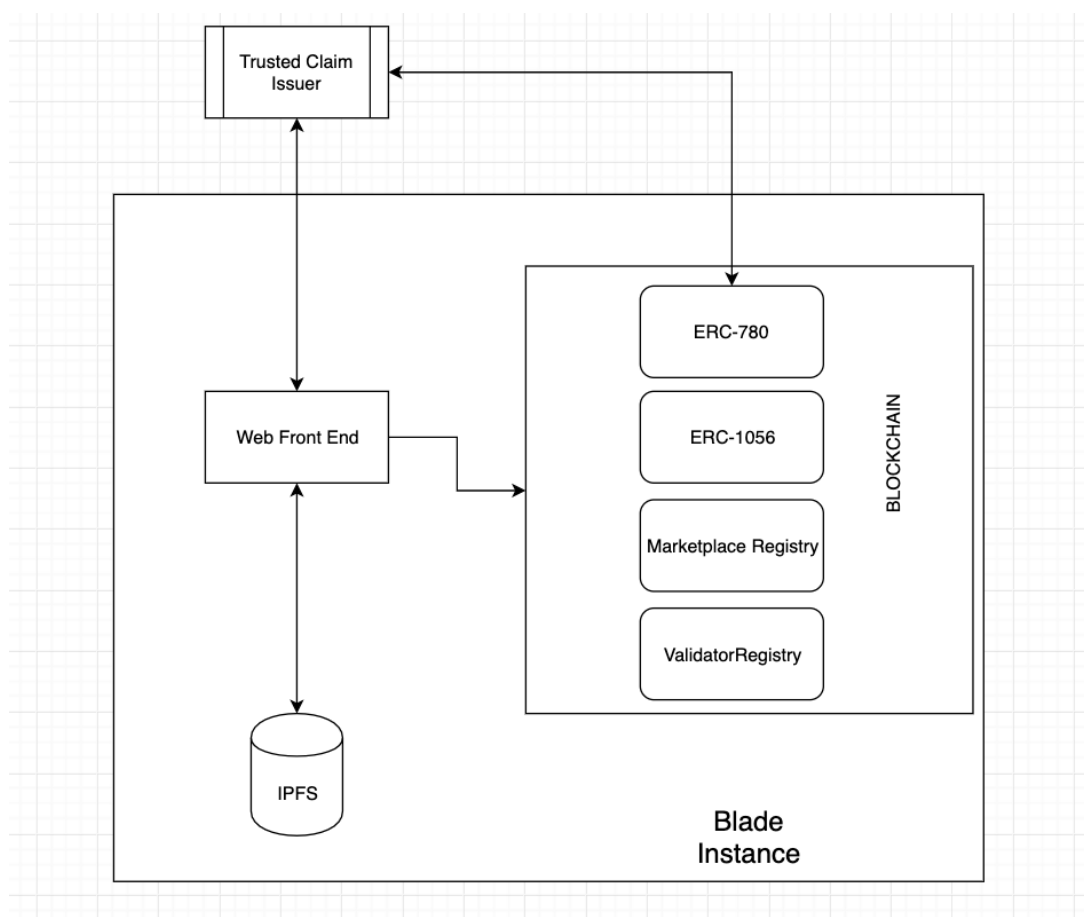 Trusted Claim
Issuer
ERC-780
Web Front End
ERC-1056
BLOCKCHAIN
Marketplace Registry
ValidatorRegistry
IPFS
Blade
Instance